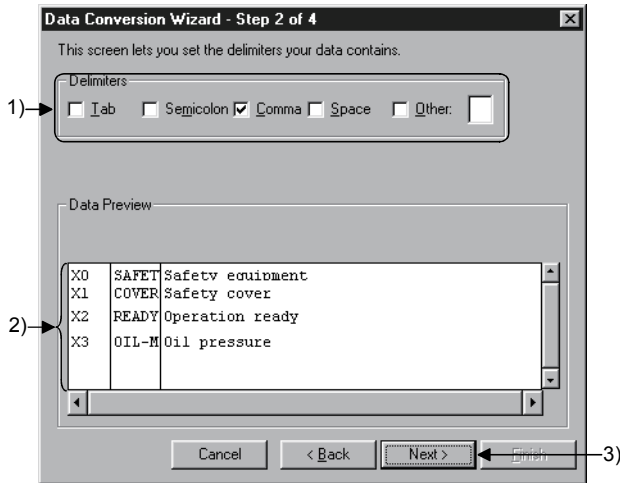 Data Conversion Wizard - Step 2 of 4
This screen lets you set the delimiters your data contains.
Delimiters
1) Tab Semicolon Comma Space Other:
Data Preview
X0 SAFET Safety equipment
X1 COVER Safety cover
2) X2 READY Operation ready
X3 OIL-M Oil pressure
Cancel < Back Next > Finish 3)